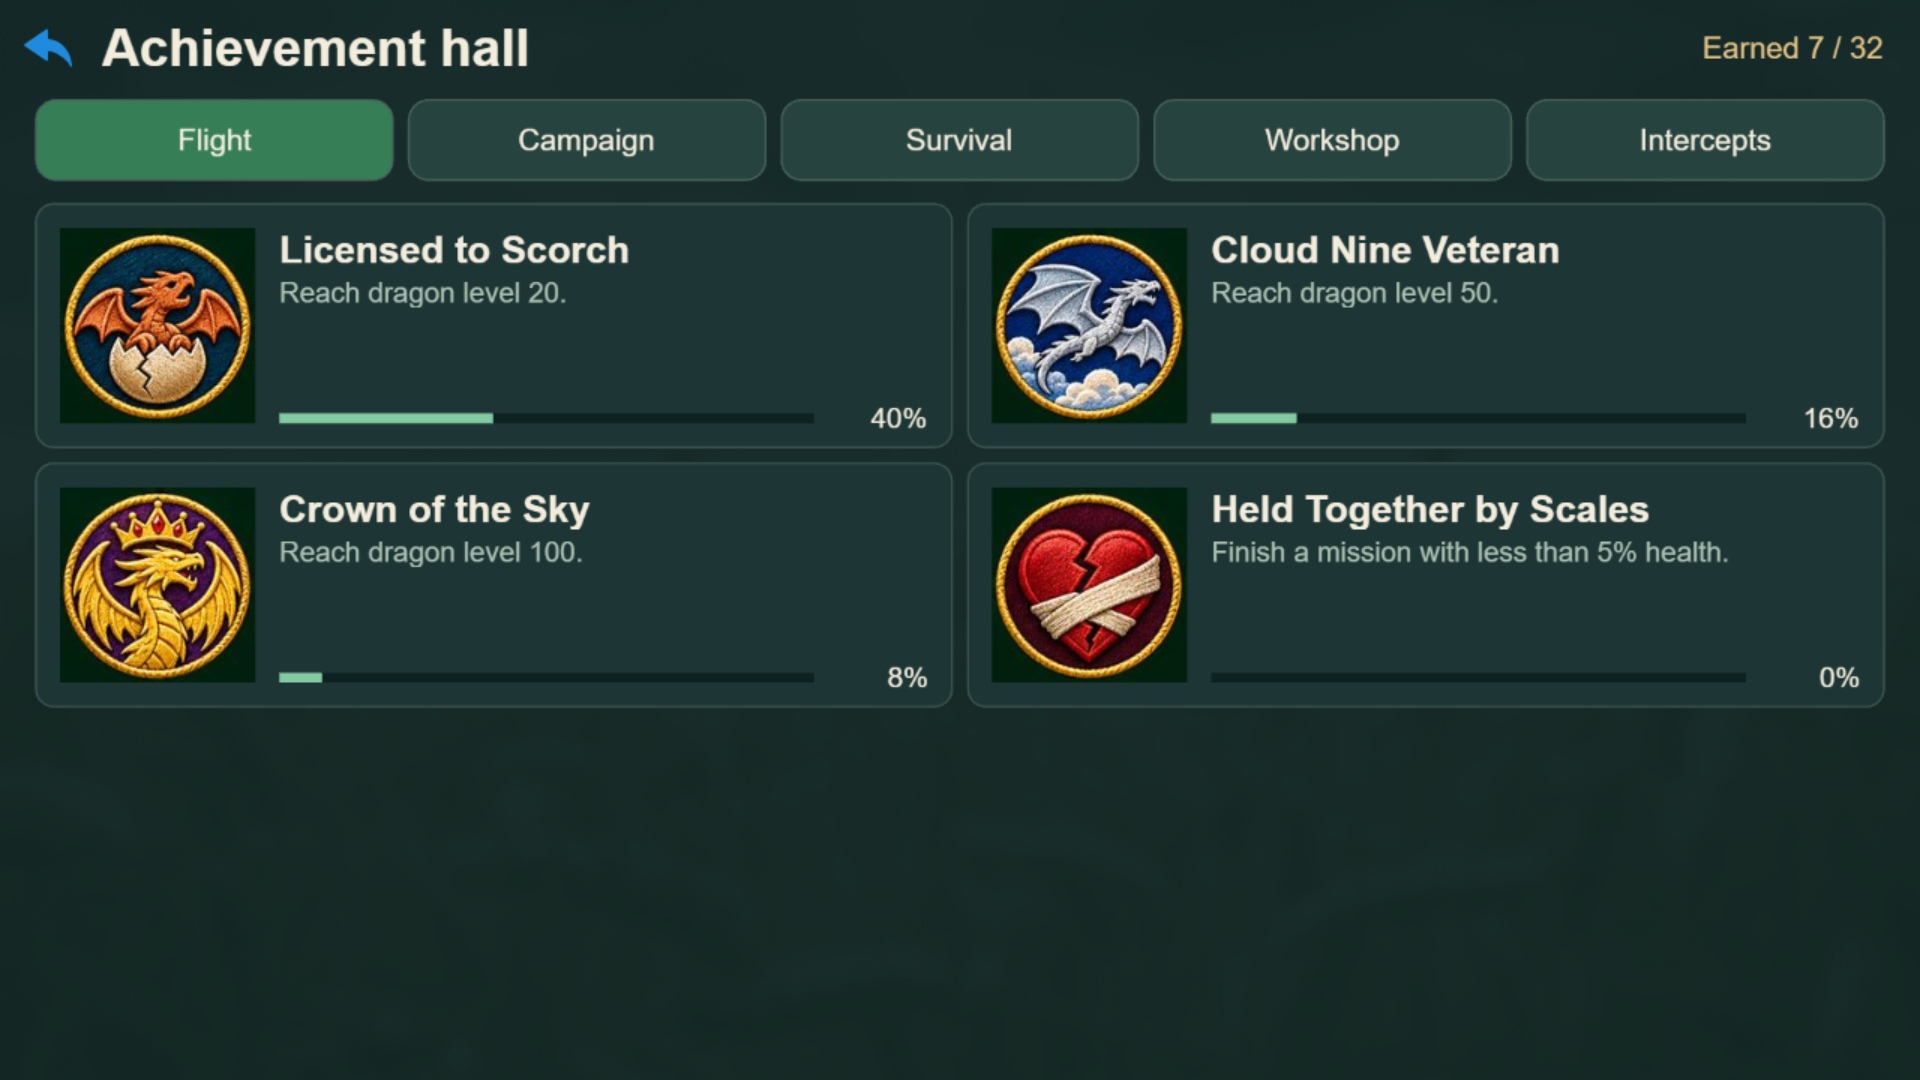 Achievement hall
Earned 7 / 32
Flight
Campaign
Survival
Workshop
Intercepts
Licensed to Scorch
Reach dragon level 20.
40%
Cloud Nine Veteran
Reach dragon level 50.
16%
Crown of the Sky
Reach dragon level 100.
8%
Held Together by Scales
Finish a mission with less than 5% health.
0%